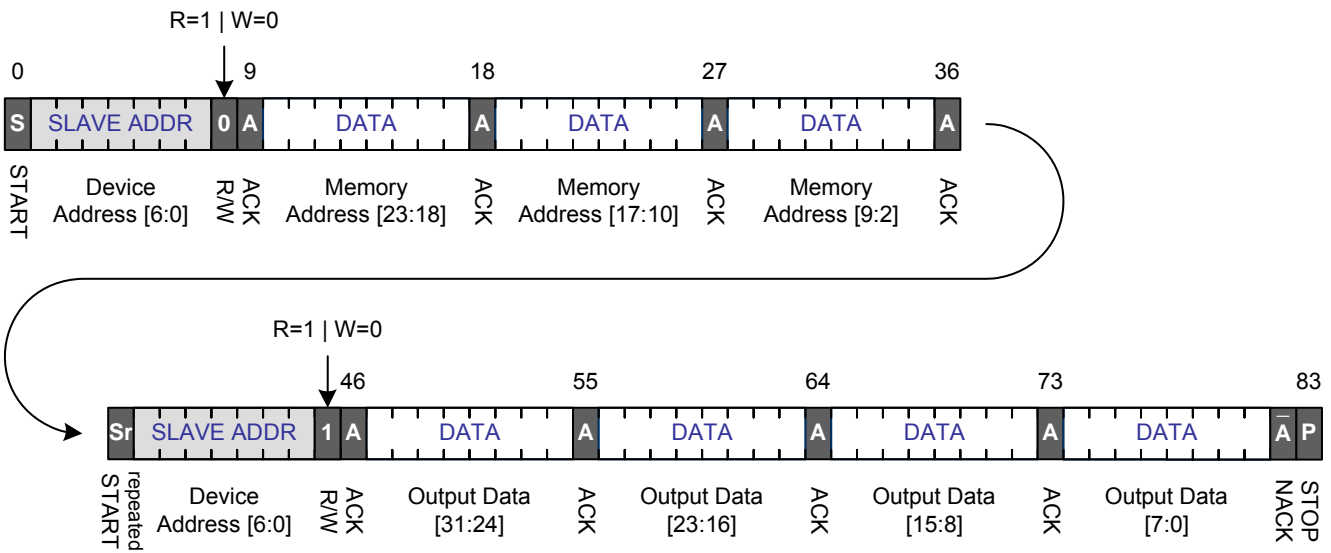 R=1 | W=0
0 9 18 27 36
S SLAVE ADDR 0 A DATA A DATA A DATA A
START Device Address [6:0] R/W ACK Memory Address [23:18] ACK Memory Address [17:10] ACK Memory Address [9:2] ACK
R=1 | W=0
46 55 64 73 83
Sr SLAVE ADDR 1 A DATA A DATA A DATA A DATA A̅ P
repeated START Device Address [6:0] R/W ACK Output Data [31:24] ACK Output Data [23:16] ACK Output Data [15:8] ACK Output Data [7:0] NACK STOP